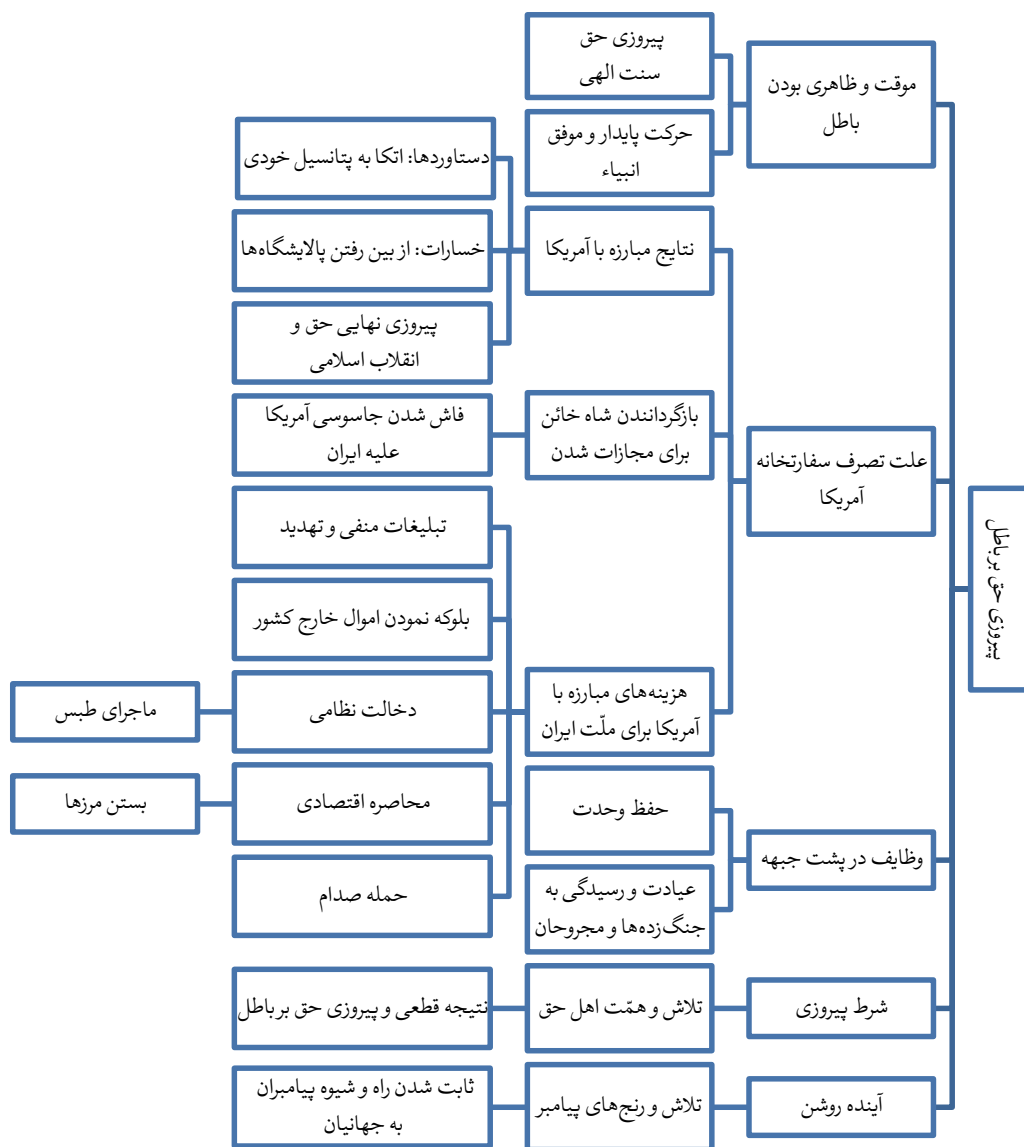 پیروزی حق بر باطل
موقت و ظاهری بودن
باطل
پیروزی حق
سنت الهی
حرکت پایدار و موفق
انبیاء
علت تصرف سفارتخانه
آمریکا
نتایج مبارزه با آمریکا
دستاوردها: اتکا به پتانسیل خودی
خسارات: از بین رفتن پالایشگاه‌ها
پیروزی نهایی حق و
انقلاب اسلامی
بازگردانندن شاه خائن
برای مجازات شدن
فاش شدن جاسوسی آمریکا
علیه ایران
هزینه‌های مبارزه با
آمریکا برای ملّت ایران
تبلیغات منفی و تهدید
بلوکه نمودن اموال خارج کشور
دخالت نظامی
ماجرای طبس
محاصره اقتصادی
بستن مرزها
حمله صدام
وظایف در پشت جبهه
حفظ وحدت
عیادت و رسیدگی به
جنگ‌زده‌ها و مجروحان
شرط پیروزی
تلاش و همّت اهل حق
نتیجه قطعی و پیروزی حق بر باطل
آینده روشن
تلاش و رنج‌های پیامبر
ثابت شدن راه و شیوه پیامبران
به جهانیان